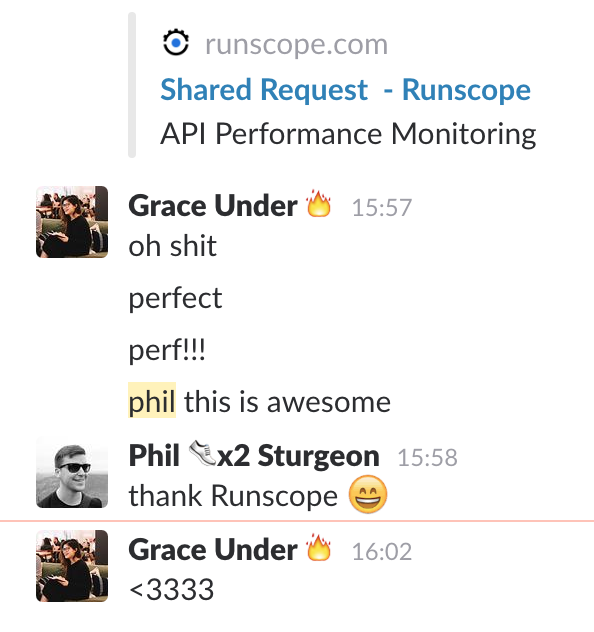 runscope.com
Shared Request - Runscope
API Performance Monitoring
Grace Under 🔥 15:57
oh shit
perfect
perf!!!
phil this is awesome
Phil 👟x2 Sturgeon 15:58
thank Runscope 😄
Grace Under 🔥 16:02
<3333